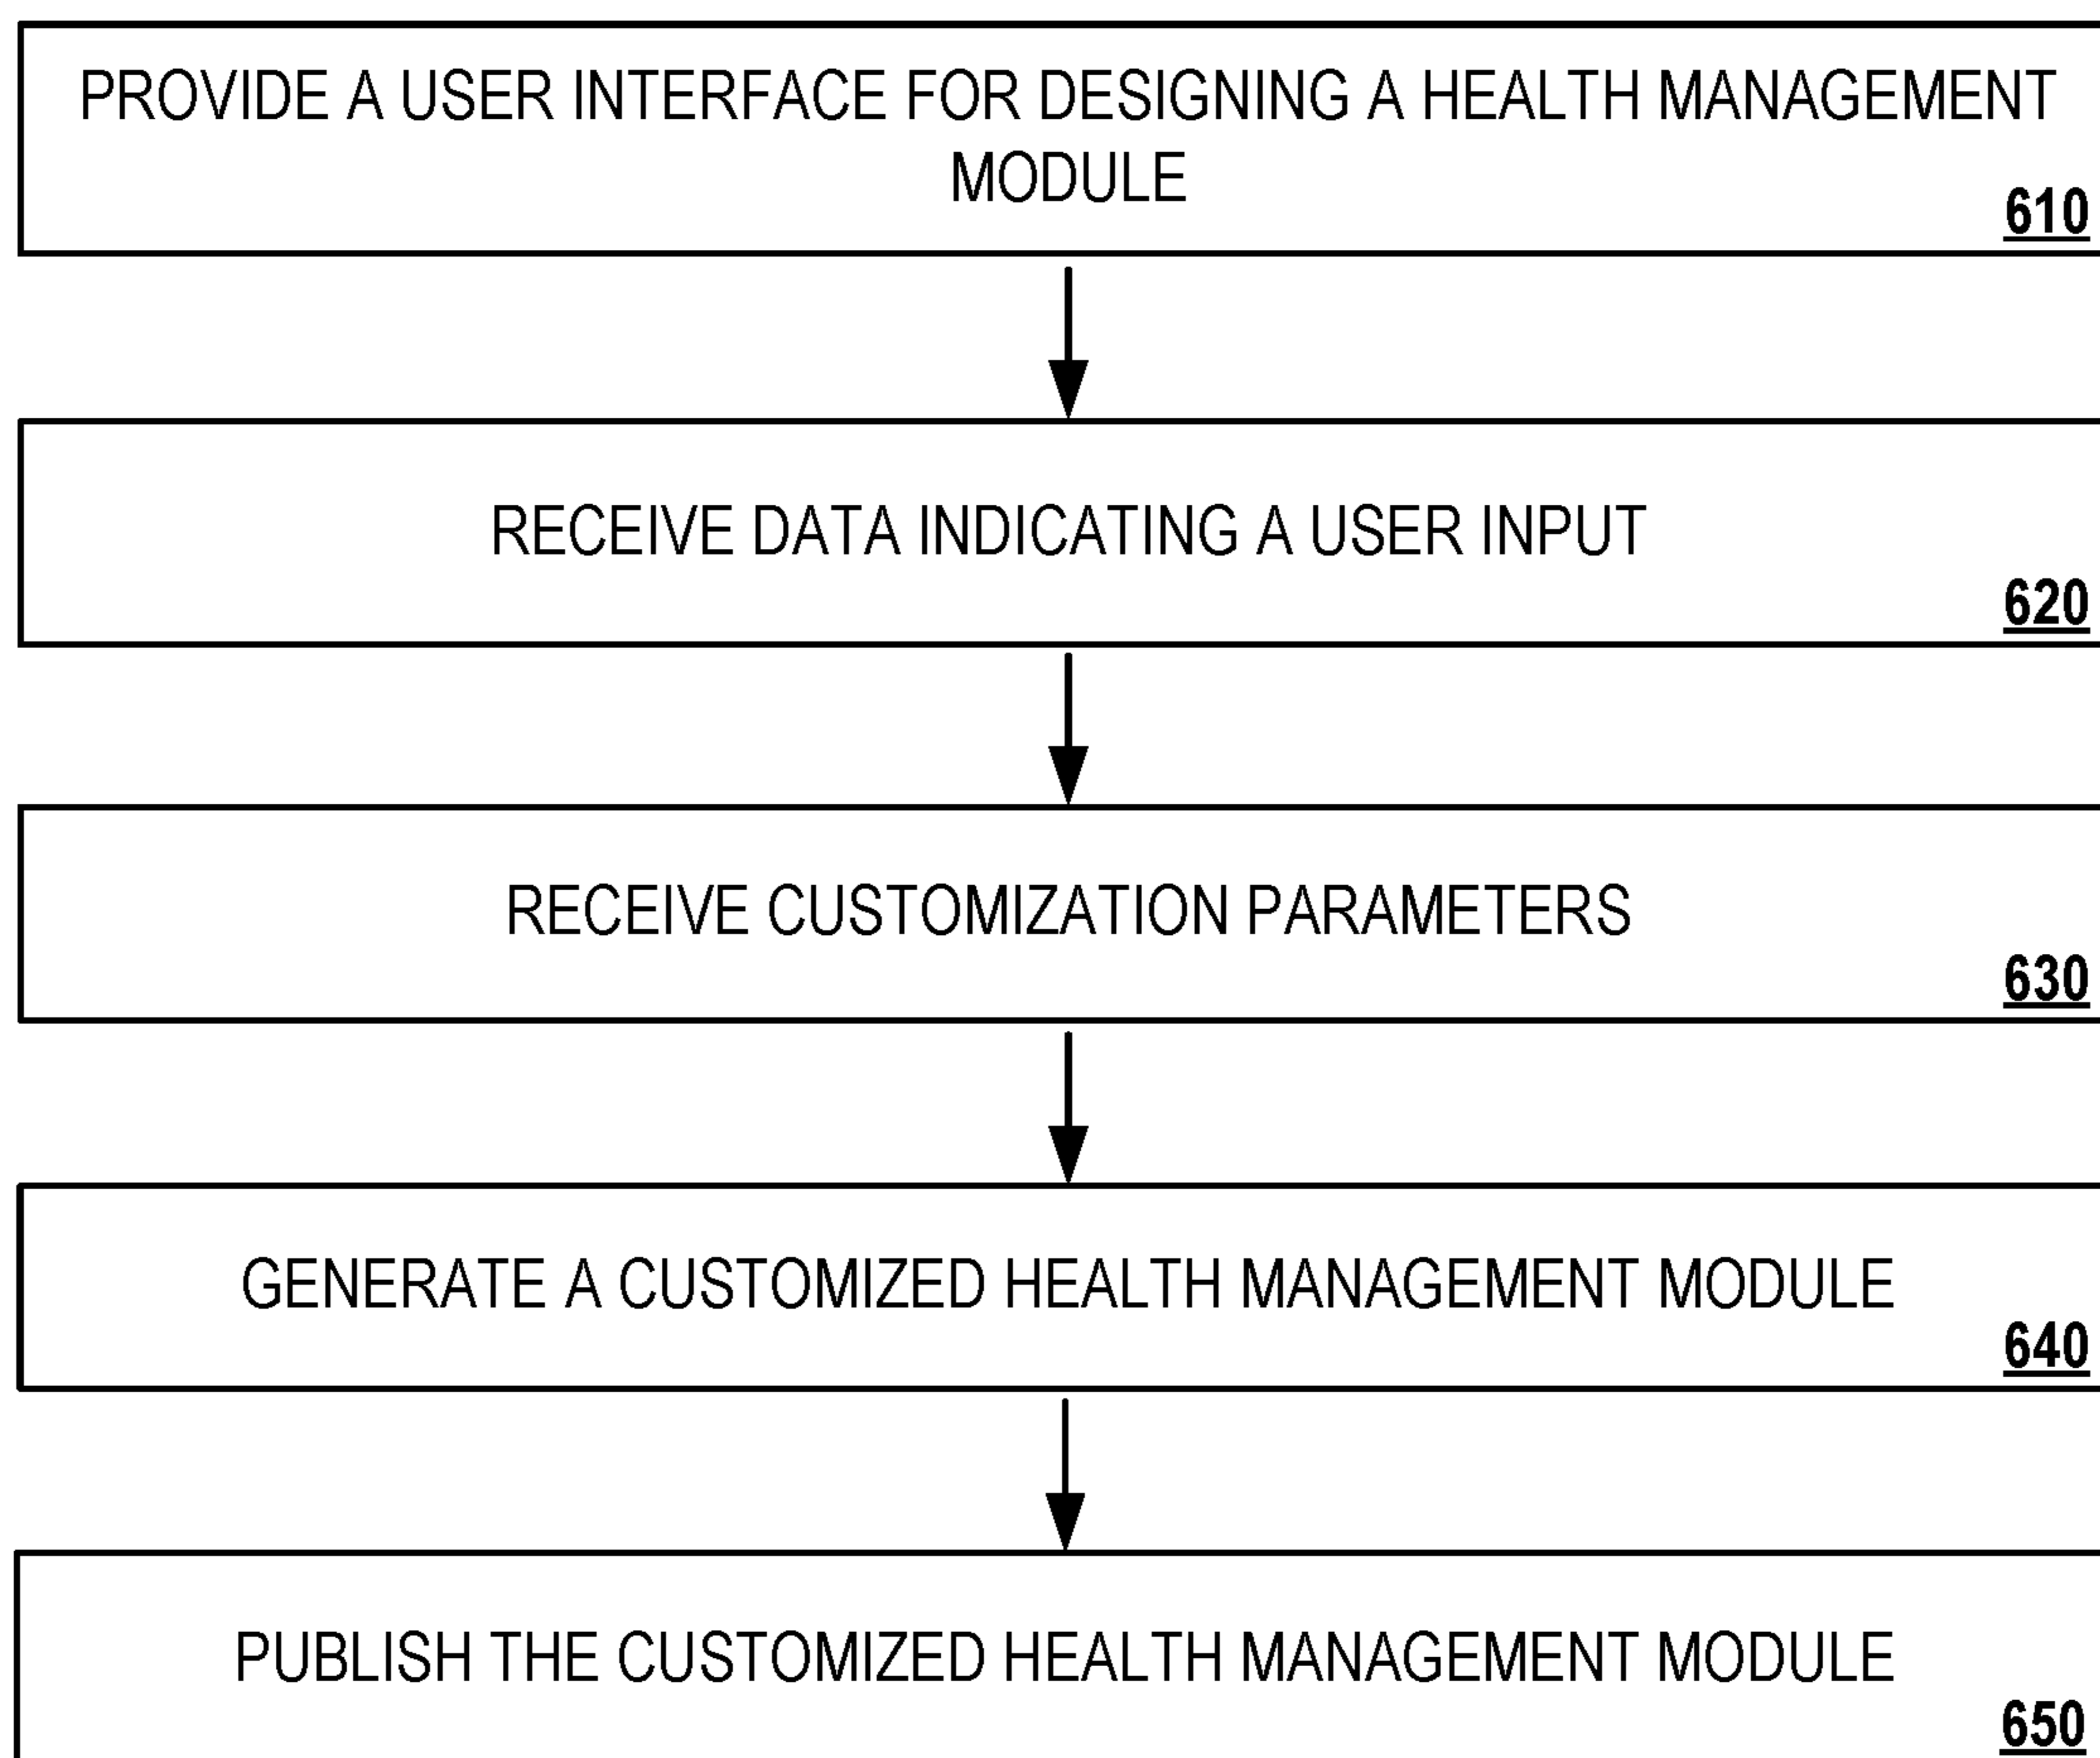 PROVIDE A USER INTERFACE FOR DESIGNING A HEALTH MANAGEMENT
MODULE
610
RECEIVE DATA INDICATING A USER INPUT
620
RECEIVE CUSTOMIZATION PARAMETERS
630
GENERATE A CUSTOMIZED HEALTH MANAGEMENT MODULE
640
PUBLISH THE CUSTOMIZED HEALTH MANAGEMENT MODULE
650